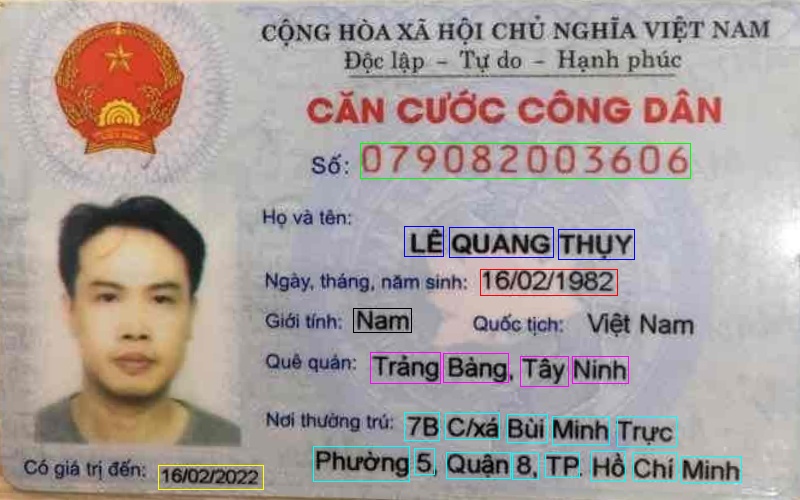 CỘNG HÒA XÃ HỘI CHỦ NGHĨA VIỆT NAM
Độc lập – Tự do – Hạnh phúc
CĂN CƯỚC CÔNG DÂN
Số: 079082003606
Họ và tên:
LÊ QUANG THỤY
Ngày, tháng, năm sinh: 16/02/1982
Giới tính: Nam Quốc tịch: Việt Nam
Quê quán: Trảng Bàng, Tây Ninh
Nơi thường trú: 7B C/xá Bùi Minh Trực
Phường 5, Quận 8, TP. Hồ Chí Minh
Có giá trị đến: 16/02/2022